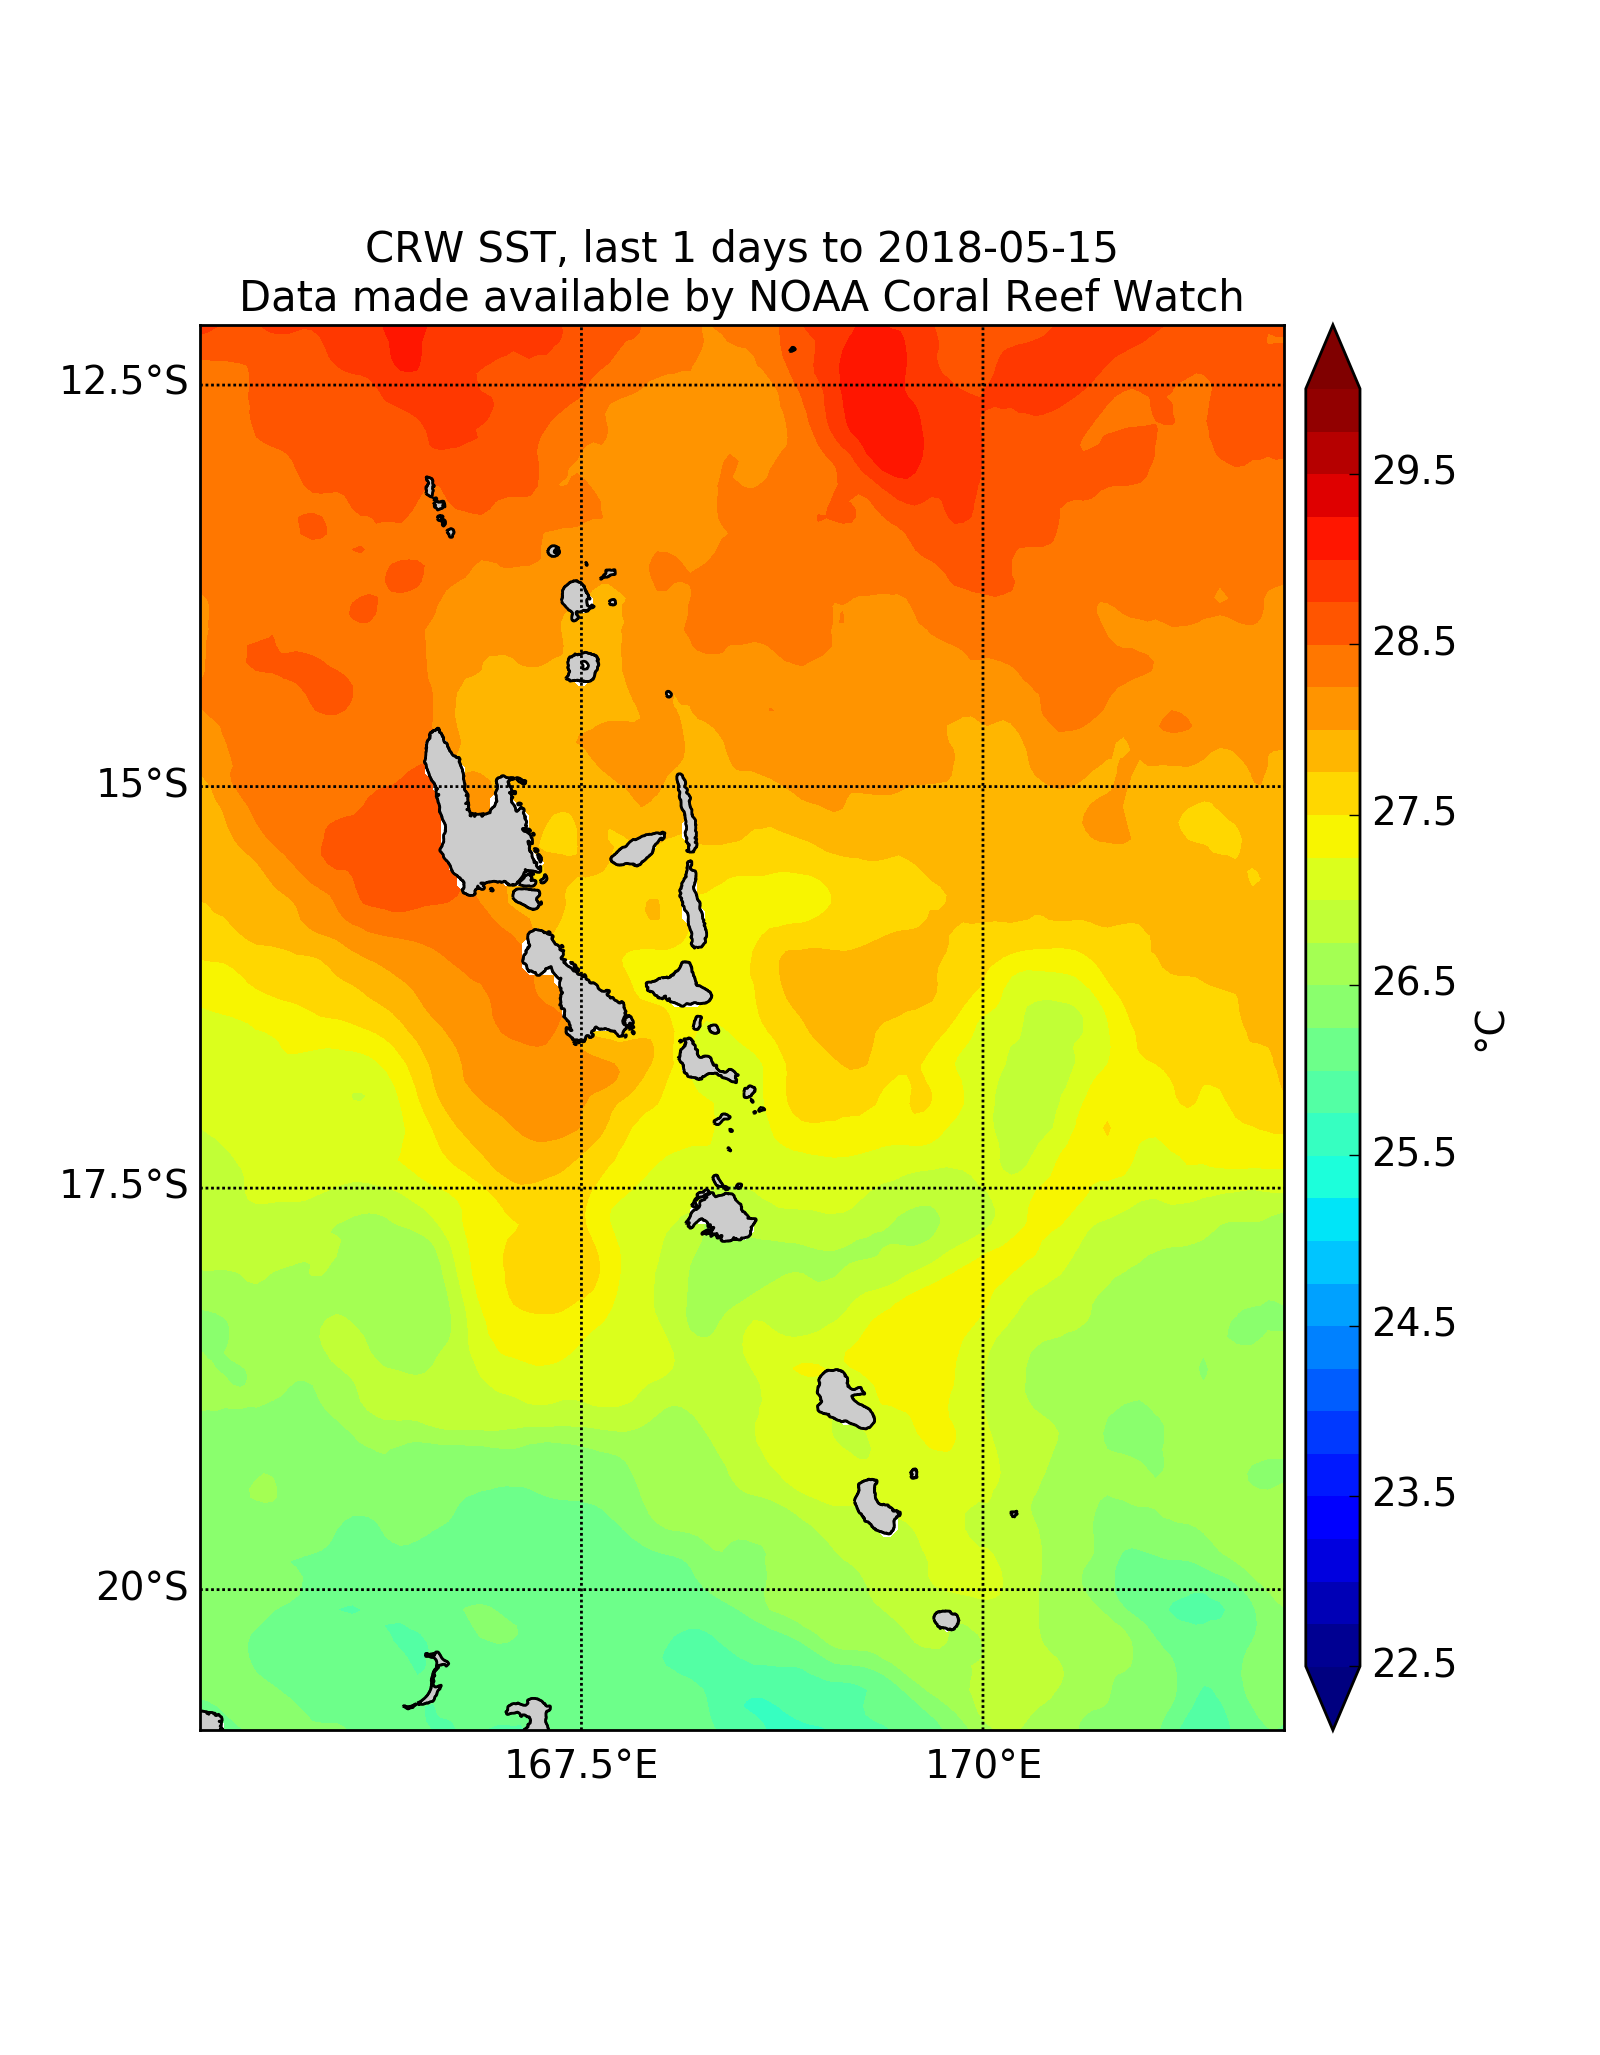 CRW SST, last 1 days to 2018-05-15
Data made available by NOAA Coral Reef Watch
12.5°S
15°S
17.5°S
20°S
167.5°E
170°E
29.5
28.5
27.5
26.5
25.5
24.5
23.5
22.5
°C